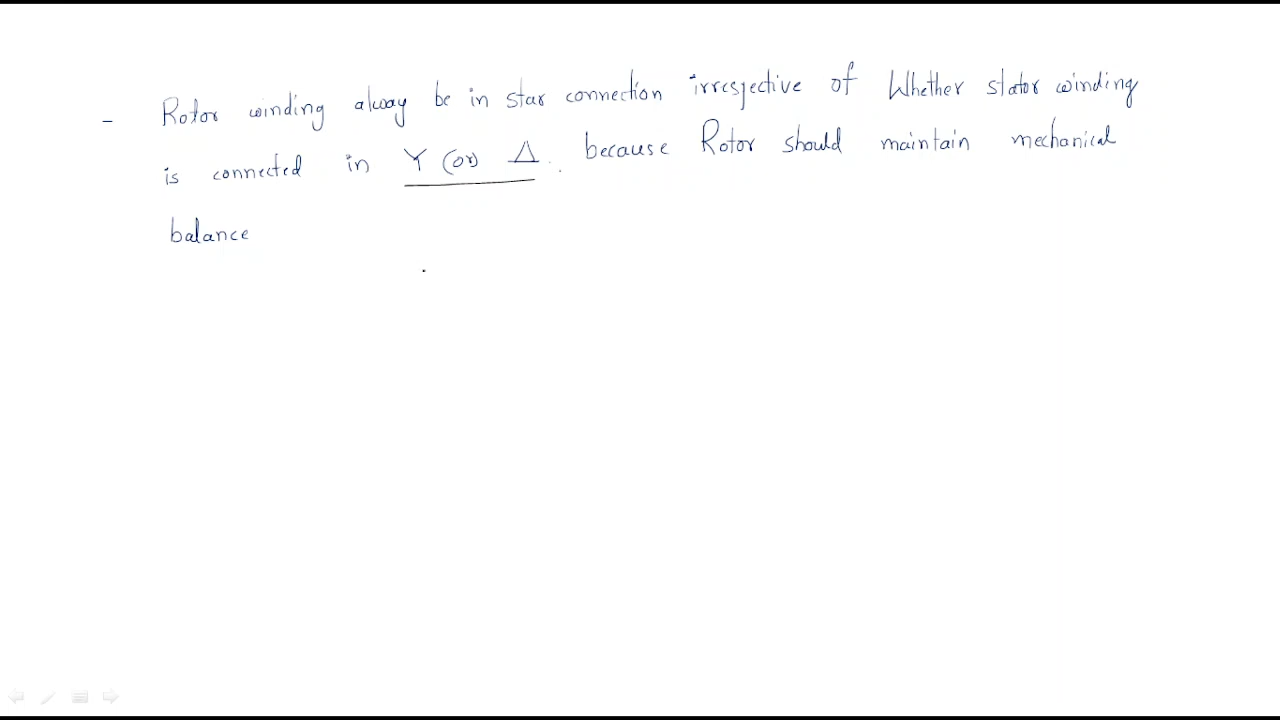 - Rotor winding alway be in star connection irrespective of Whether stator winding
is connected in Y (or) Δ. because Rotor should maintain mechanical
balance